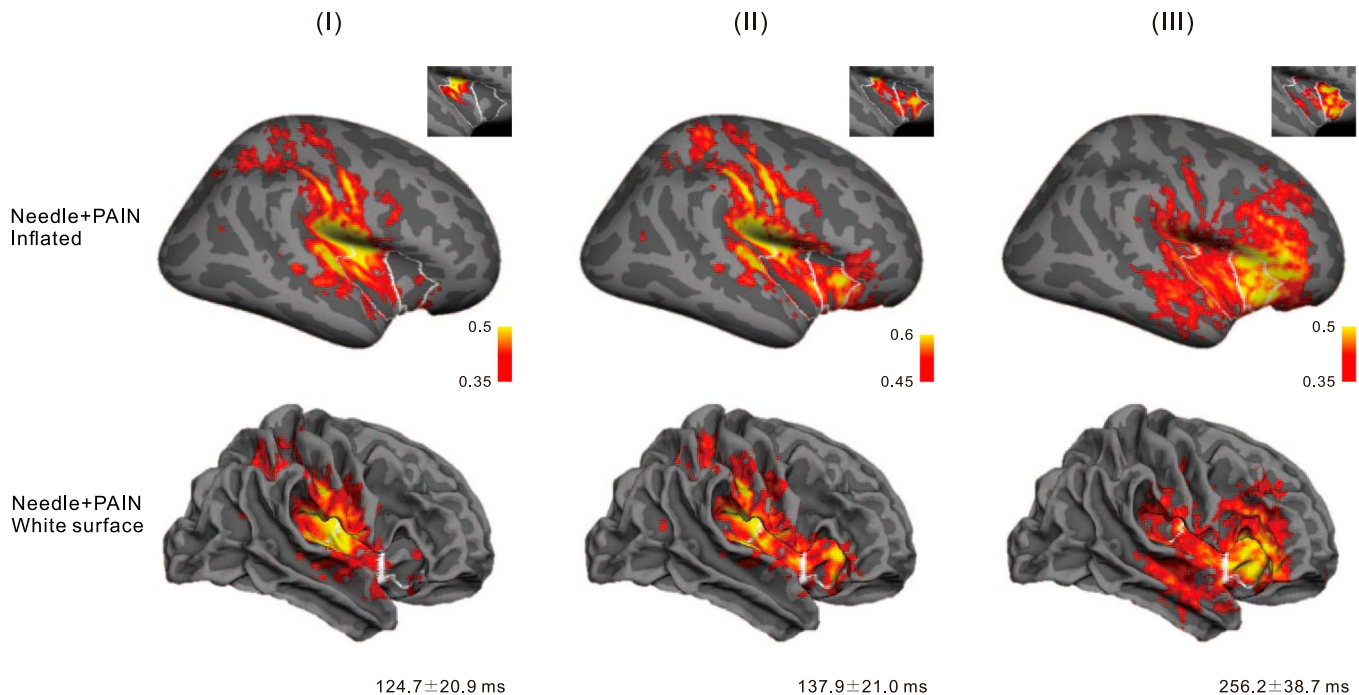 (I)
(II)
(III)
Needle+PAIN
Inflated
0.5
0.35
0.6
0.45
0.5
0.35
Needle+PAIN
White surface
124.7±20.9 ms
137.9±21.0 ms
256.2±38.7 ms